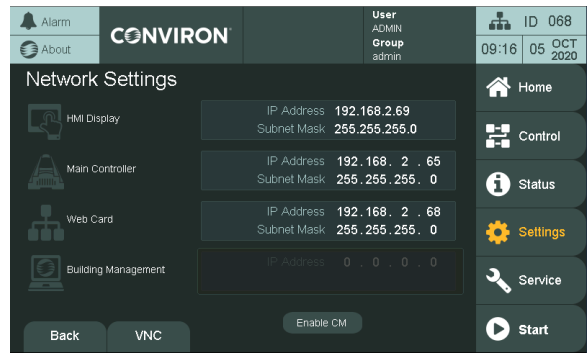 Alarm
About
CONVIRON
User
ADMIN
Group
admin
ID 068
09:16 05 OCT 2020
Network Settings
HMI Display
IP Address 192.168.2.69
Subnet Mask 255.255.255.0
Main Controller
IP Address 192.168. 2 . 65
Subnet Mask 255.255.255. 0
Web Card
IP Address 192.168. 2 . 68
Subnet Mask 255.255.255. 0
Building Management
IP Address 0 . 0 . 0 . 0
Enable CM
Back
VNC
Home
Control
Status
Settings
Service
Start